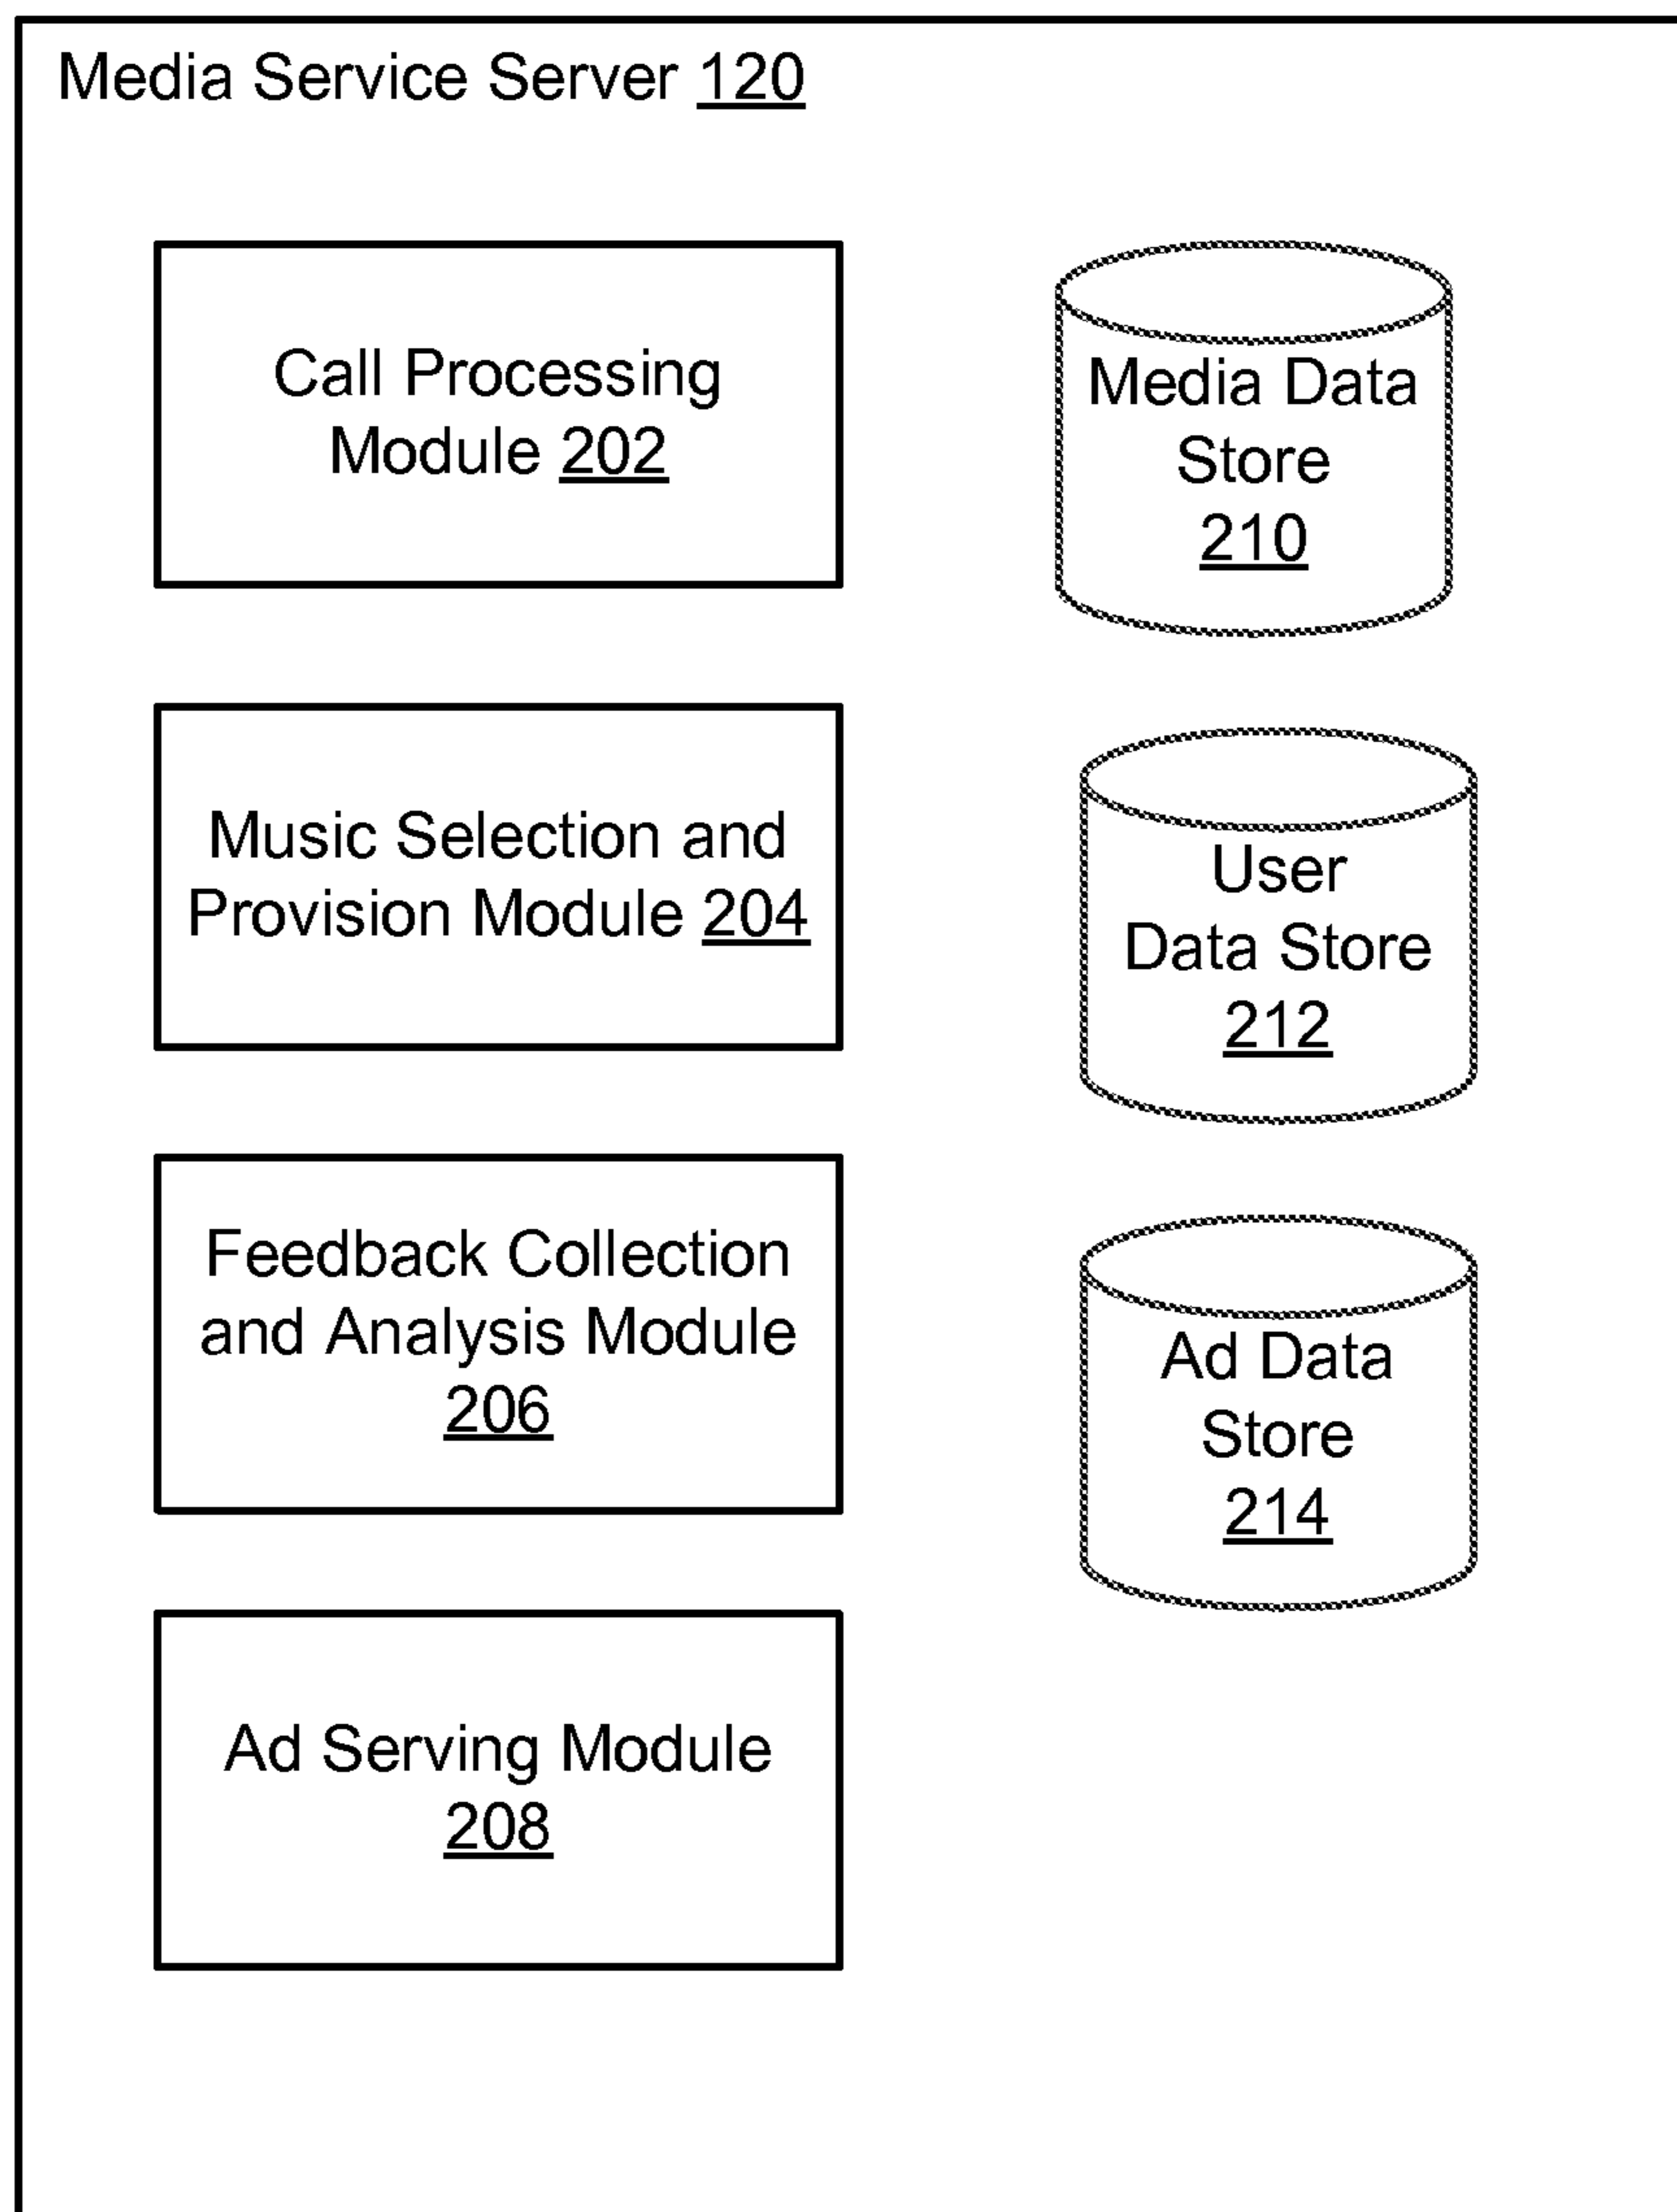 Media Service Server 120
Call Processing
Module 202
Music Selection and
Provision Module 204
Feedback Collection
and Analysis Module
206
Ad Serving Module
208
Media Data
Store
210
User
Data Store
212
Ad Data
Store
214